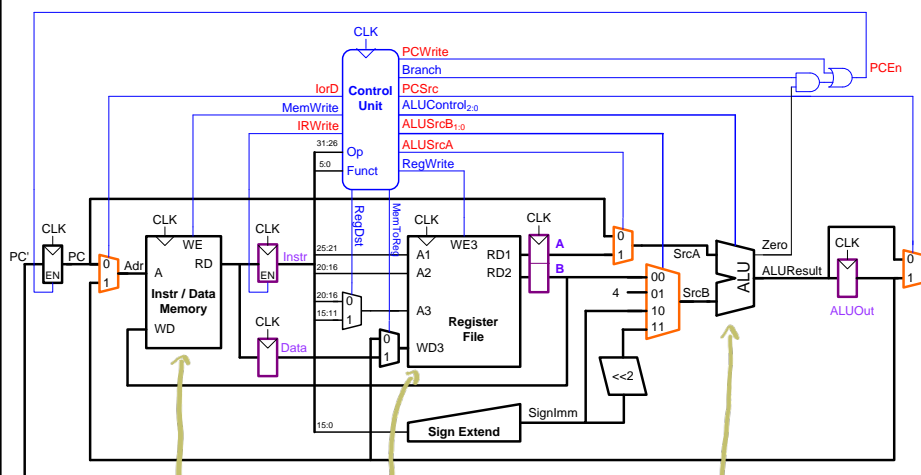 CLK
PCWrite
Branch
PCEn
IorD
Control
Unit
PCSrc
MemWrite
ALUControl2:0
IRWrite
ALUSrcB1:0
31:26
Op
ALUSrcA
5:0
Funct
RegWrite
RegDst
MemToReg
CLK
CLK
CLK
CLK
CLK
CLK
PC'
PC
EN
0
1
Adr
A
WE
RD
Instr / Data
Memory
WD
EN
Instr
CLK
Data
25:21
20:16
20:16
15:11
0
1
0
1
A1
A2
A3
WD3
WE3
RD1
RD2
Register
File
A
B
0
1
SrcA
4
00
01
10
11
SrcB
ALU
Zero
ALUResult
ALUOut
0
1
<<2
SignImm
15:0
Sign Extend